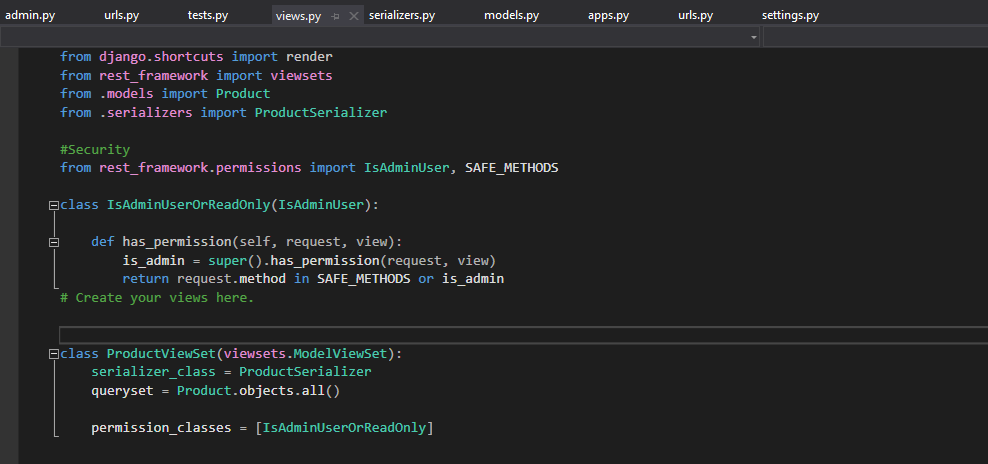 admin.py urls.py tests.py views.py serializers.py models.py apps.py urls.py settings.py
from django.shortcuts import render
from rest_framework import viewsets
from .models import Product
from .serializers import ProductSerializer
#Security
from rest_framework.permissions import IsAdminUser, SAFE_METHODS
class IsAdminUserOrReadOnly(IsAdminUser):
    def has_permission(self, request, view):
        is_admin = super().has_permission(request, view)
        return request.method in SAFE_METHODS or is_admin
# Create your views here.
class ProductViewSet(viewsets.ModelViewSet):
    serializer_class = ProductSerializer
    queryset = Product.objects.all()
    permission_classes = [IsAdminUserOrReadOnly]